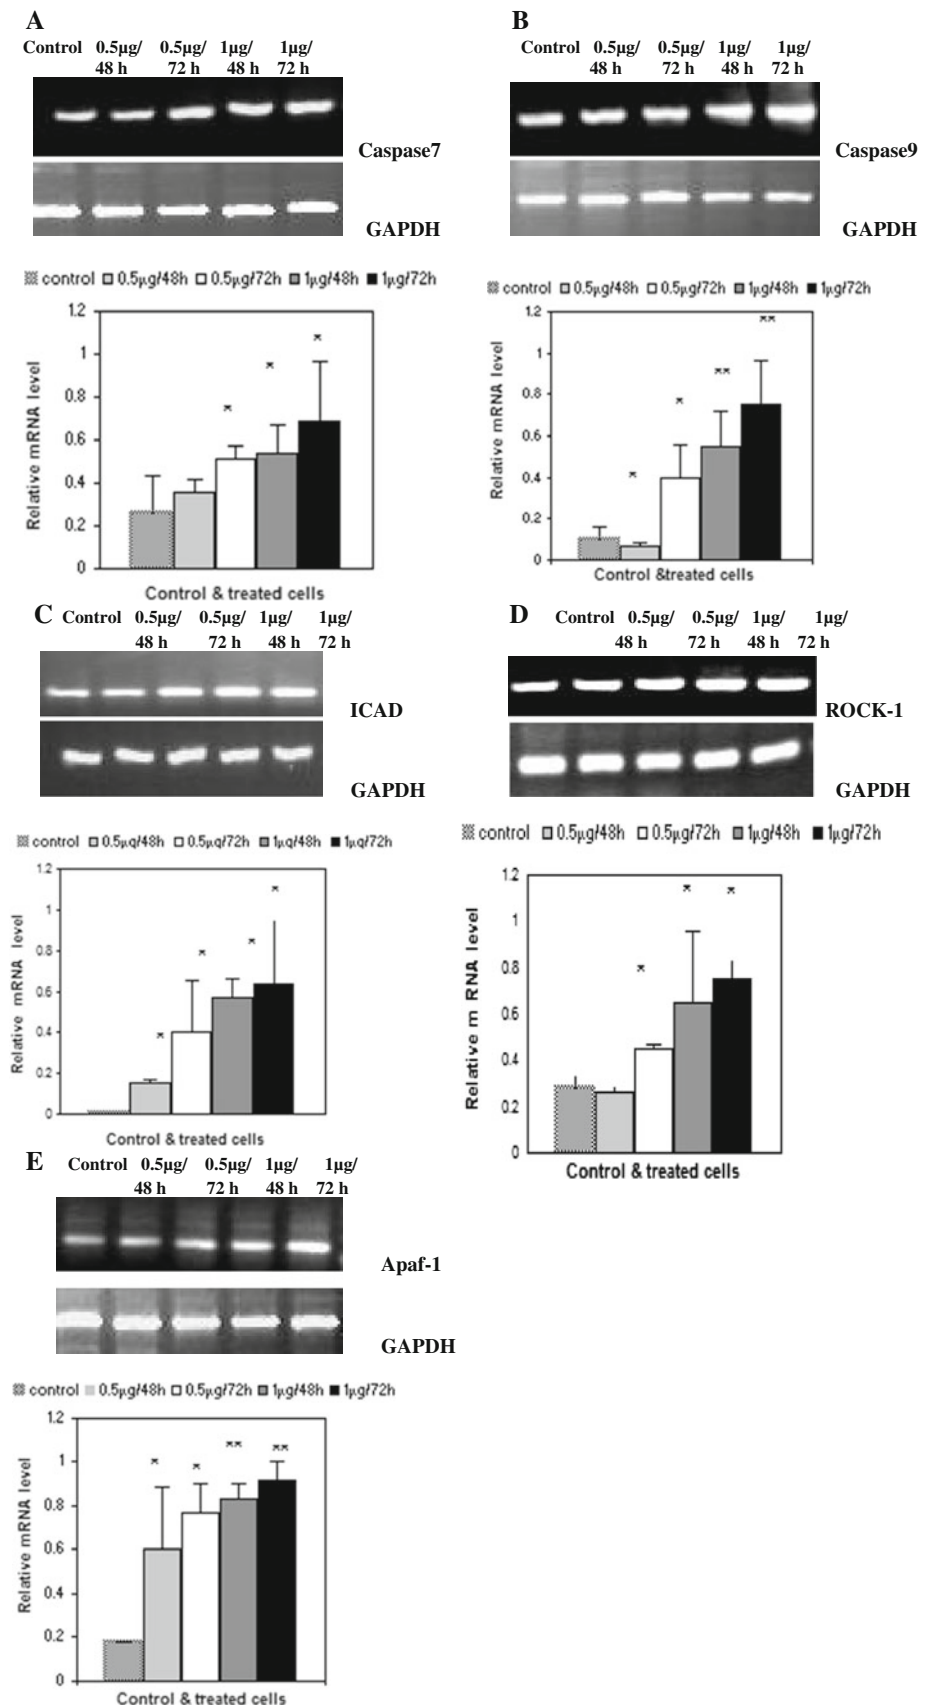 A
Control 0.5µg/ 0.5µg/ 1µg/ 1µg/
48 h 72 h 48 h 72 h
Caspase7
GAPDH
control 0.5µg/48h 0.5µg/72h 1µg/48h 1µg/72h
1.2
*
1
*
0.8
*
0.6
0.4
0.2
0
Relative mRNA level
Control & treated cells
B
Control 0.5µg/ 0.5µg/ 1µg/ 1µg/
48 h 72 h 48 h 72 h
Caspase9
GAPDH
control 0.5µg/48h 0.5µg/72h 1µg/48h 1µg/72h
1.2
**
1
**
0.8
*
0.6
*
0.4
0.2
0
Relative mRNA level
Control &treated cells
C
Control 0.5µg/ 0.5µg/ 1µg/ 1µg/
48 h 72 h 48 h 72 h
ICAD
GAPDH
control 0.5µg/48h 0.5µg/72h 1µg/48h 1µg/72h
1.2
*
1
*
*
0.8
0.6
*
0.4
0.2
0
Relative mRNA level
Control & treated cells
D
Control 0.5µg/ 0.5µg/ 1µg/ 1µg/
48 h 72 h 48 h 72 h
ROCK-1
GAPDH
control 0.5µg/48h 0.5µg/72h 1µg/48h 1µg/72h
1.2
* *
1
*
0.8
0.6
0.4
0.2
0
Relative m RNA level
Control & treated cells
E
Control 0.5µg/ 0.5µg/ 1µg/ 1µg/
48 h 72 h 48 h 72 h
Apaf-1
GAPDH
control 0.5µg/48h 0.5µg/72h 1µg/48h 1µg/72h
1.2
* * ** **
1
0.8
0.6
0.4
0.2
0
Relative mRNA level
Control & treated cells